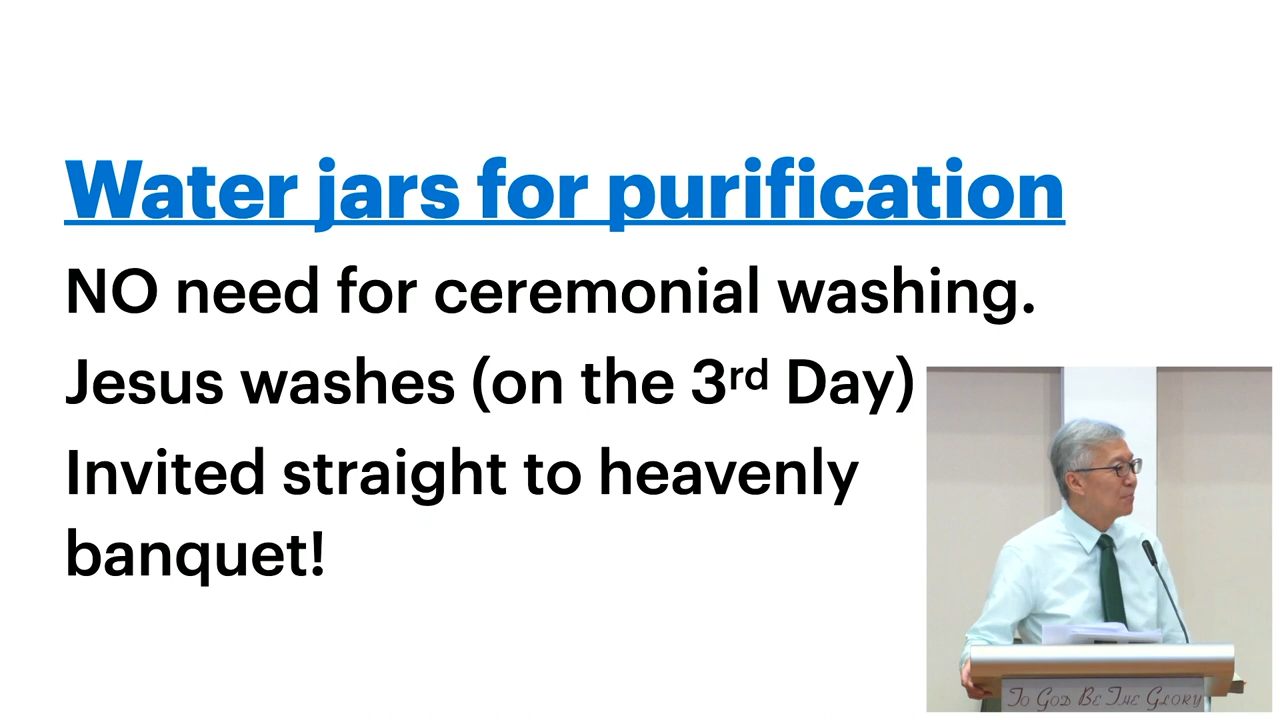 Water jars for purification
NO need for ceremonial washing.
Jesus washes (on the 3rd Day)
Invited straight to heavenly
banquet!
To God Be The Glory